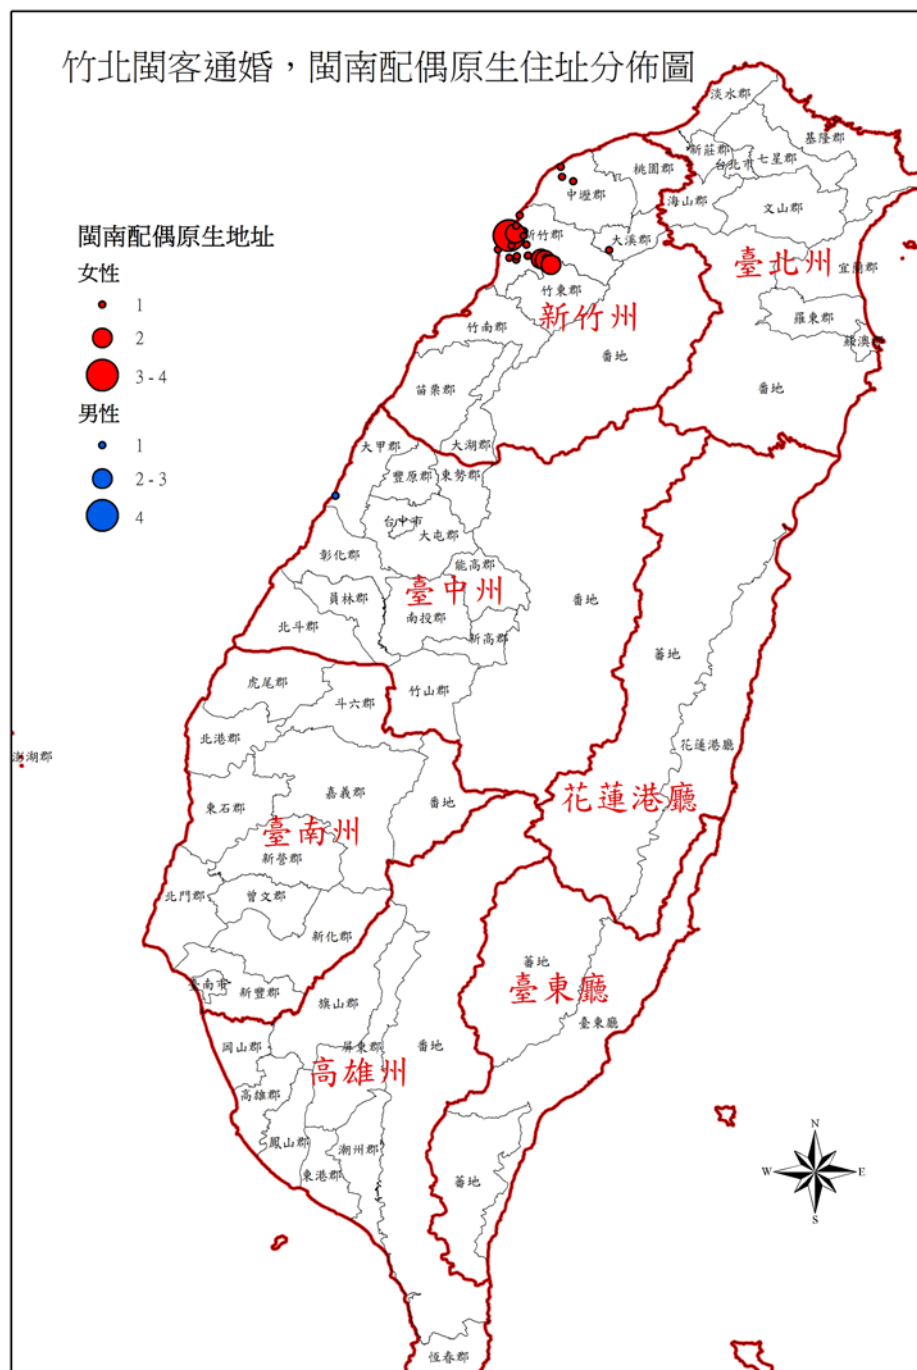 竹北閩客通婚，閩南配偶原生住址分佈圖
閩南配偶原生地址
女性
1
2
3 - 4
男性
1
2 - 3
4
淡水郡
基隆郡
新莊郡
七星郡
台北市
桃園郡
中壢郡
海山郡
文山郡
新竹郡
大溪郡
臺北州
宜蘭郡
竹東郡
新竹州
羅東郡
竹南郡
蘇澳郡
番地
苗栗郡
番地
大湖郡
大甲郡
豐原郡
東勢郡
台中市
大屯郡
彰化郡
能高郡
臺中州
員林郡
番地
南投郡
北斗郡
新高郡
蕃地
虎尾郡
竹山郡
斗六郡
北港郡
花蓮港廳
澎湖郡
嘉義郡
番地
花蓮港廳
東石郡
臺南州
新營郡
北門郡
曾文郡
新化郡
蕃地
臺南市
新豐郡
臺東廳
旗山郡
臺東廳
岡山郡
屏東郡
番地
高雄州
高雄郡
鳳山郡
潮州郡
東港郡
蕃地
N
W
E
S
恆春郡